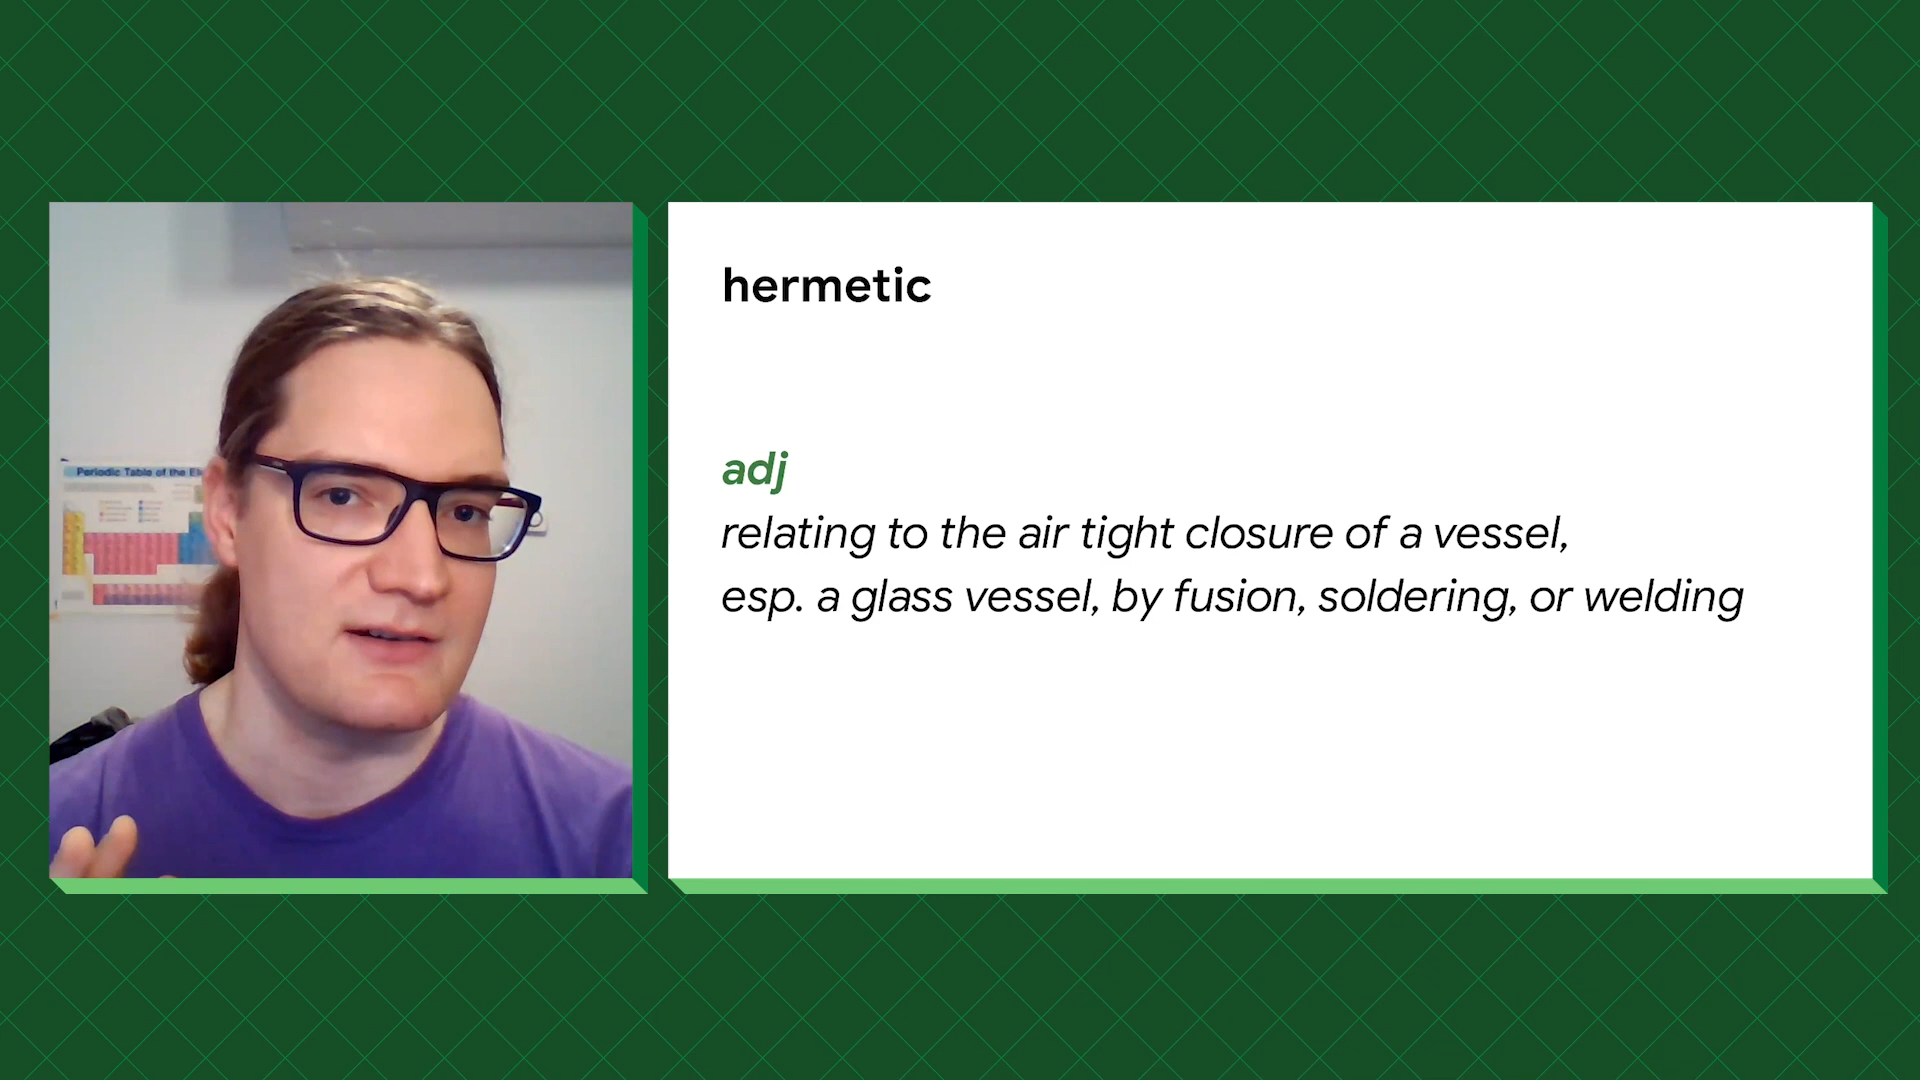 Periodic Table of the
hermetic
adj
relating to the air tight closure of a vessel,
esp. a glass vessel, by fusion, soldering, or welding